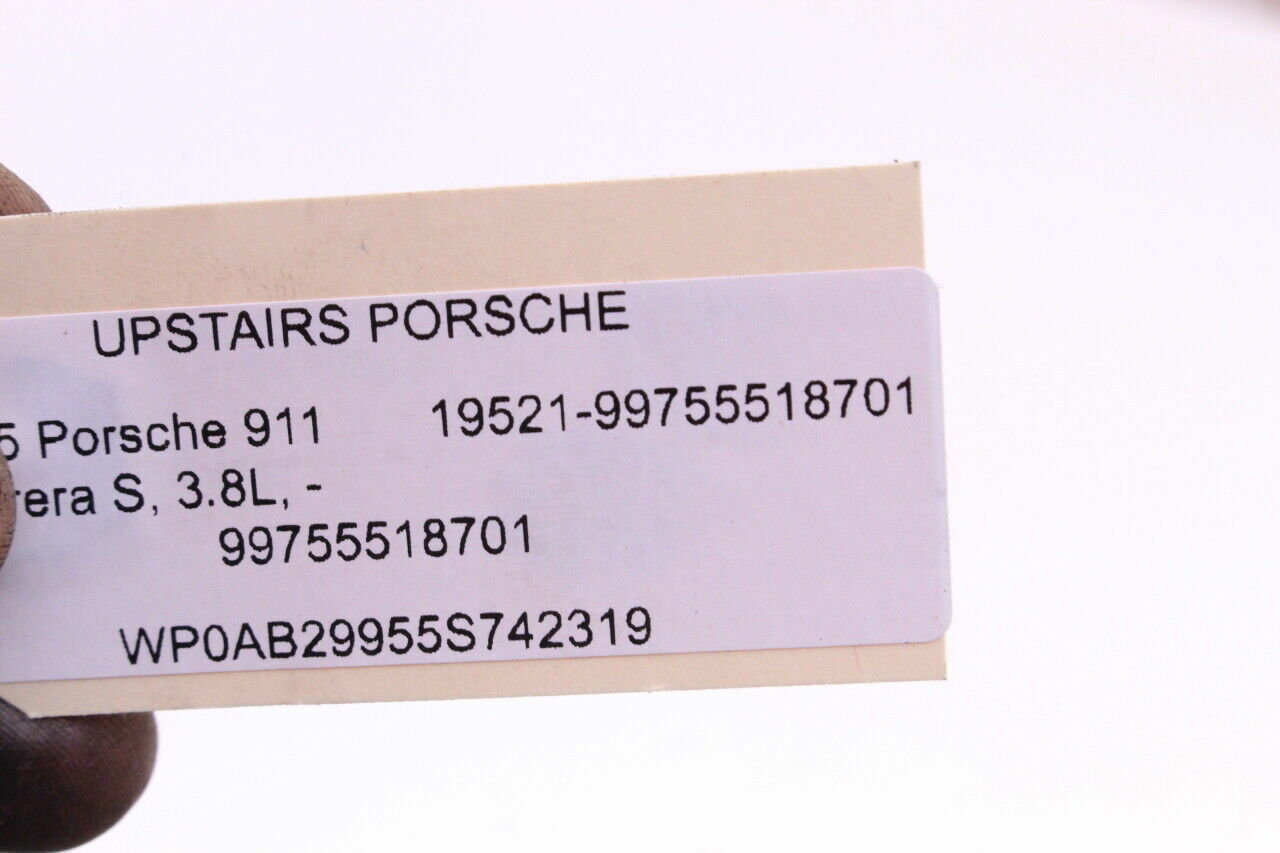 UPSTAIRS PORSCHE
5 Porsche 911 19521-99755518701
rera S, 3.8L, -
99755518701
WP0AB29955S742319